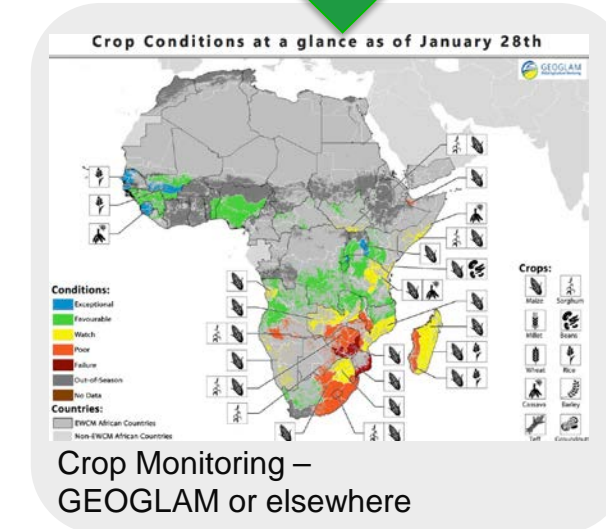 Crop Conditions at a glance as of January 28th
GEOGLAM
Conditions:
Exceptional
Favourable
Watch
Poor
Failure
Out-of-Season
No Data
Countries:
EWCM African Countries
Non-EWCM African Countries
Crops:
Maize Sorghum
Millet Beans
Wheat Rice
Cassava Barley
Teff Groundnut
Crop Monitoring –
GEOGLAM or elsewhere